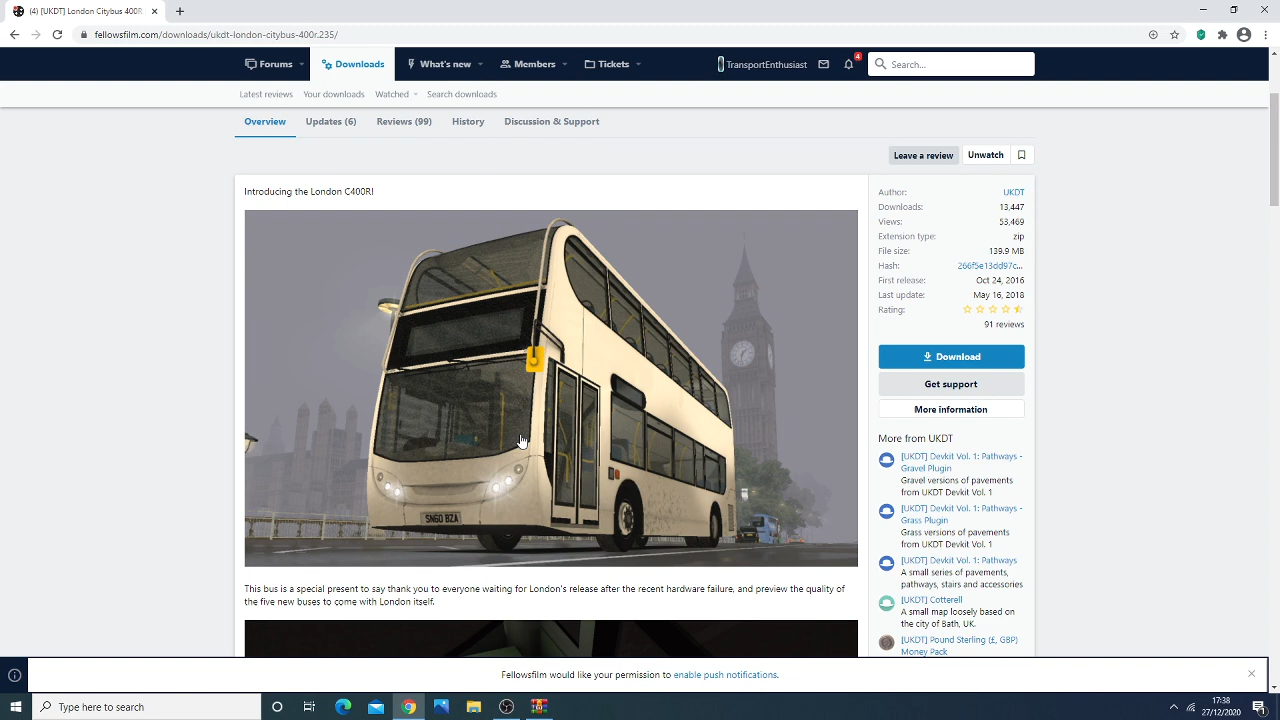 (4) [UKDT] London Citybus 400R
fellowsfilm.com/downloads/ukdt-london-citybus-400r.235/
Forums
Downloads
What's new
Members
Tickets
TransportEnthusiast
4
Search...
Latest reviews
Your downloads
Watched
Search downloads
Overview
Updates (6)
Reviews (99)
History
Discussion & Support
Leave a review
Unwatch
Introducing the London C400R!
SN60 BZA
This bus is a special present to say thank you to everyone waiting for London's release after the recent hardware failure, and preview the quality of
the five new buses to come with London itself.
Author: UKDT
Downloads: 13,447
Views: 53,469
Extension type: zip
File size: 139.9 MB
Hash: 266f5e13dd97c...
First release: Oct 24, 2016
Last update: May 16, 2018
Rating:
91 reviews
Download
Get support
More information
More from UKDT
[UKDT] Devkit Vol. 1: Pathways -
Gravel Plugin
Gravel versions of pavements
from UKDT Devkit Vol. 1
[UKDT] Devkit Vol. 1: Pathways -
Grass Plugin
Grass versions of pavements
from UKDT Devkit Vol. 1
[UKDT] Devkit Vol. 1: Pathways
A small series of pavements,
pathways, stairs and accessories
[UKDT] Cotterell
A small map loosely based on
the city of Bath, UK.
[UKDT] Pound Sterling (£, GBP)
Money Pack
Fellowsfilm would like your permission to enable push notifications.
Type here to search
17:38
27/12/2020
1